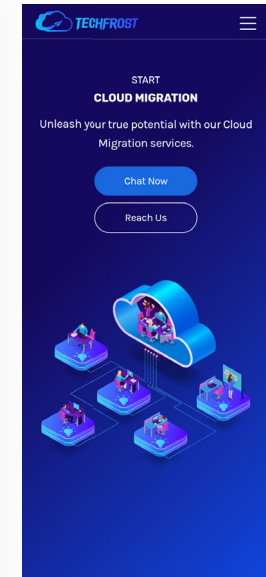 TECHFROST
START
CLOUD MIGRATION
Unleash your true potential with our Cloud
Migration services.
Chat Now
Reach Us